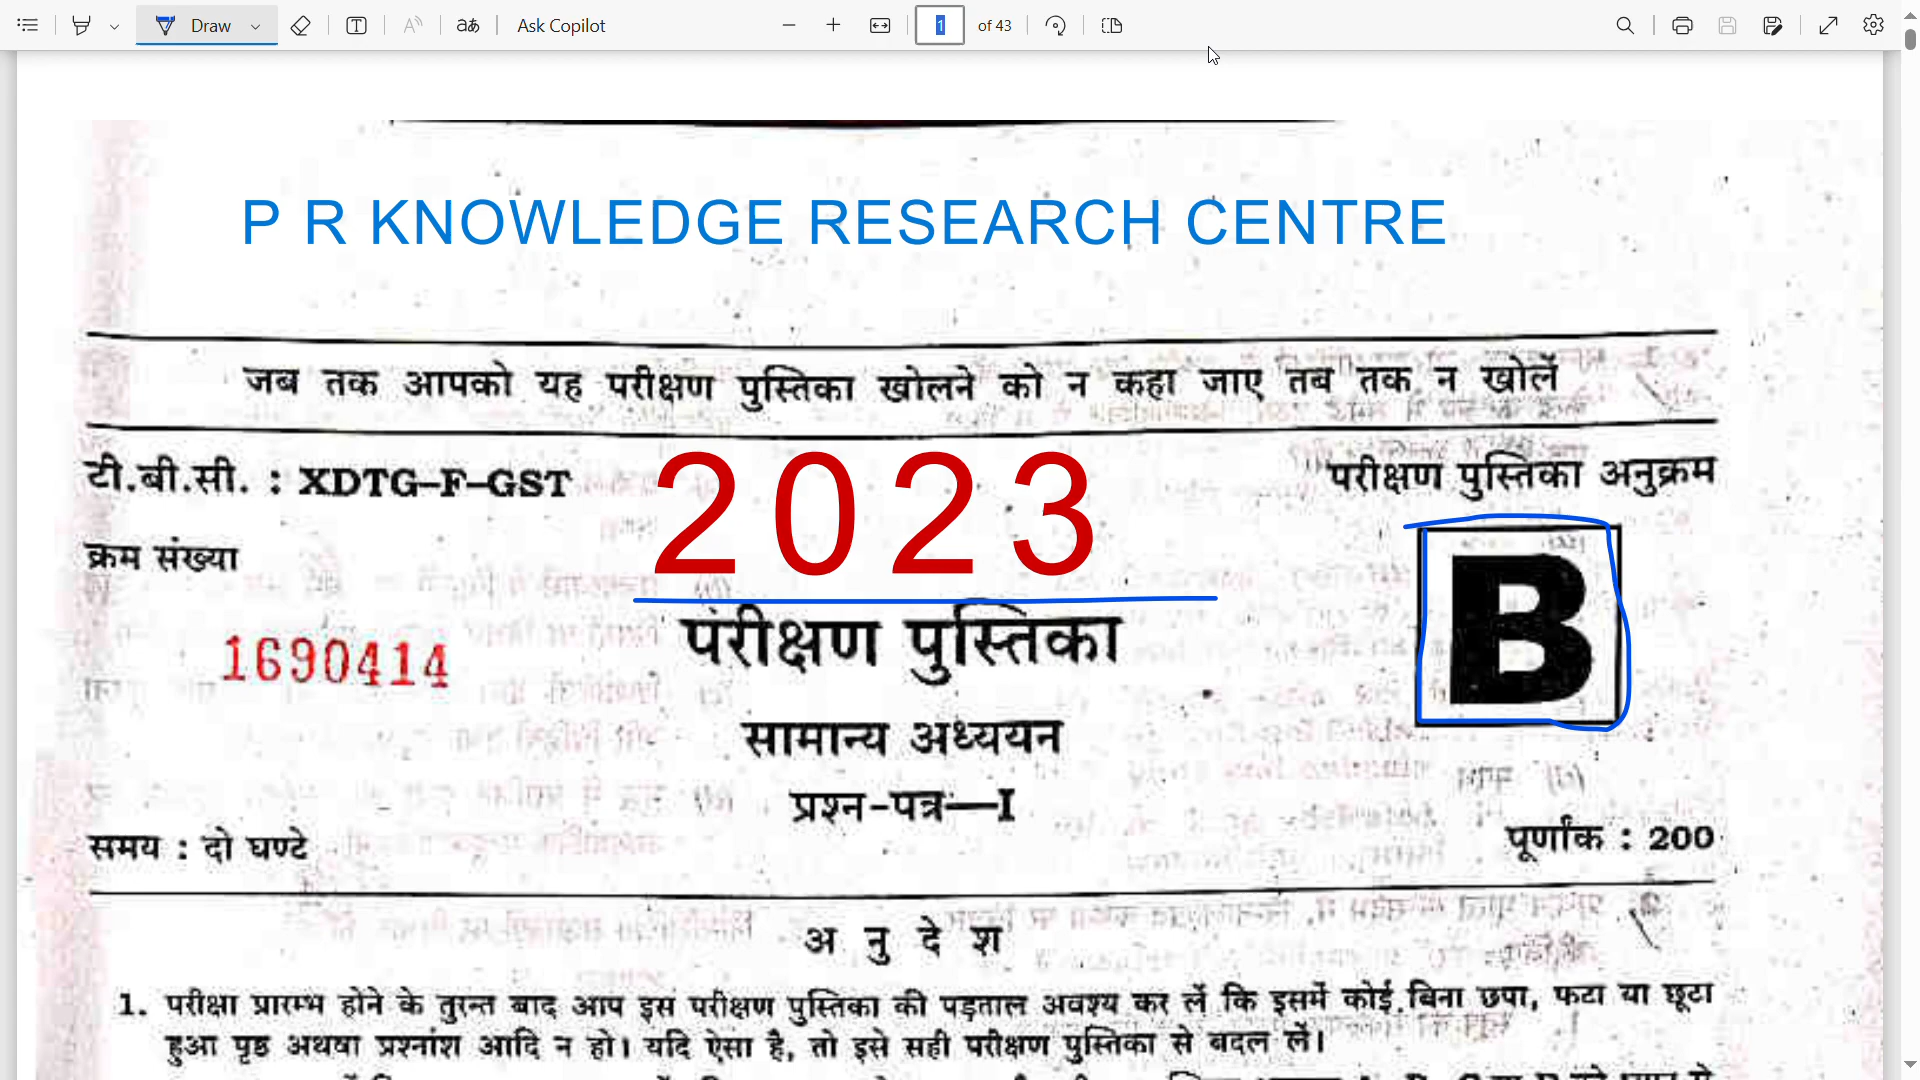 Draw
Ask Copilot
1 of 43
P R KNOWLEDGE RESEARCH CENTRE
जब तक आपको यह परीक्षण पुस्तिका खोलने को न कहा जाए तब तक न खोलें
टी.बी.सी. : XDTG-F-GST
2023
परीक्षण पुस्तिका अनुक्रम
क्रम संख्या
B
1690414
परीक्षण पुस्तिका
सामान्य अध्ययन
प्रश्न-पत्र—I
समय : दो घण्टे
पूर्णांक : 200
अ नु दे श
1. परीक्षा प्रारम्भ होने के तुरन्त बाद आप इस परीक्षण पुस्तिका की पड़ताल अवश्य कर लें कि इसमें कोई बिना छपा, फटा या छूटा
हुआ पृष्ठ अथवा प्रश्नांश आदि न हो। यदि ऐसा है, तो इसे सही परीक्षण पुस्तिका से बदल लें।